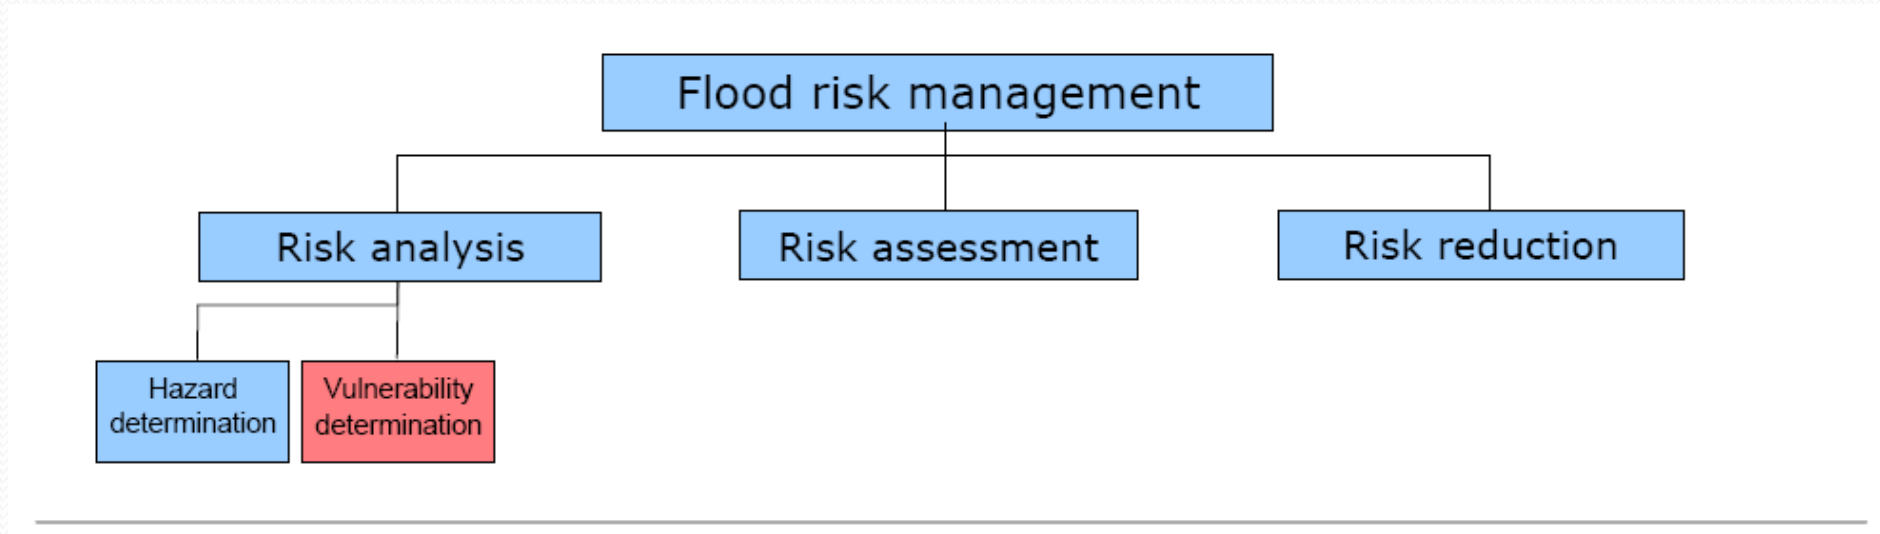 Flood risk management
Risk analysis
Risk assessment
Risk reduction
Hazard
determination
Vulnerability
determination